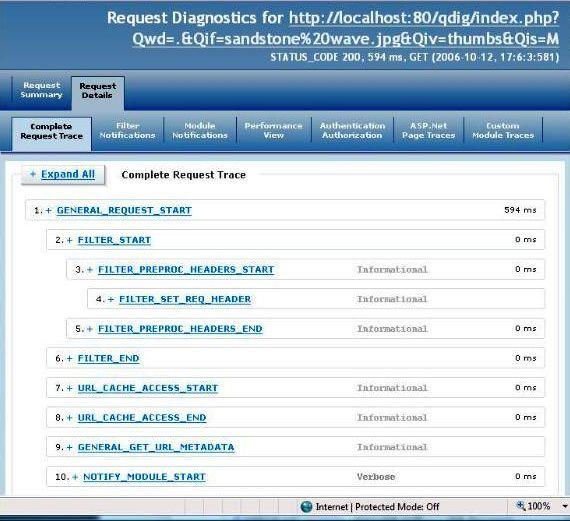 Request Diagnostics for http://localhost:80/qdig/index.php?
Qwd=.&Qif=sandstone%20wave.jpg&Qiv=thumbs&Qis=M
STATUS_CODE 200, 594 ms, GET (2006-10-12, 17:6:3:581)
Request Summary
Request Details
Complete Request Trace
Filter Notifications
Module Notifications
Performance View
Authentication Authorization
ASP.Net Page Traces
Custom Module Traces
+ Expand All Complete Request Trace
1. + GENERAL_REQUEST_START 594 ms
2. + FILTER_START 0 ms
3. + FILTER_PREPROC_HEADERS_START Informational 0 ms
4. + FILTER_SET_REQ_HEADER Informational
5. + FILTER_PREPROC_HEADERS_END Informational 0 ms
6. + FILTER_END 0 ms
7. + URL_CACHE_ACCESS_START Informational 0 ms
8. + URL_CACHE_ACCESS_END Informational 0 ms
9. + GENERAL_GET_URL_METADATA Informational
10. + NOTIFY_MODULE_START Verbose 0 ms
Internet | Protected Mode: Off 100%